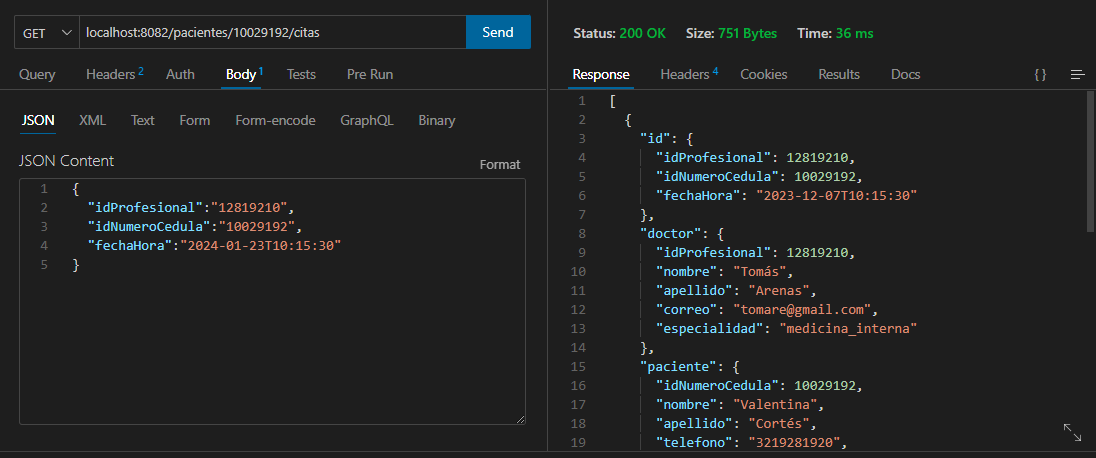 GET
localhost:8082/pacientes/10029192/citas
Send
Query
Headers 2
Auth
Body 1
Tests
Pre Run
JSON
XML
Text
Form
Form-encode
GraphQL
Binary
JSON Content
Format
1 {
2 "idProfesional":"12819210",
3 "idNumeroCedula":"10029192",
4 "fechaHora":"2024-01-23T10:15:30"
5 }
Status: 200 OK
Size: 751 Bytes
Time: 36 ms
Response
Headers 4
Cookies
Results
Docs
{ }
1 [
2 {
3 "id": {
4 "idProfesional": 12819210,
5 "idNumeroCedula": 10029192,
6 "fechaHora": "2023-12-07T10:15:30"
7 },
8 "doctor": {
9 "idProfesional": 12819210,
10 "nombre": "Tomás",
11 "apellido": "Arenas",
12 "correo": "tomare@gmail.com",
13 "especialidad": "medicina_interna"
14 },
15 "paciente": {
16 "idNumeroCedula": 10029192,
17 "nombre": "Valentina",
18 "apellido": "Cortés",
19 "telefono": "3219281920",